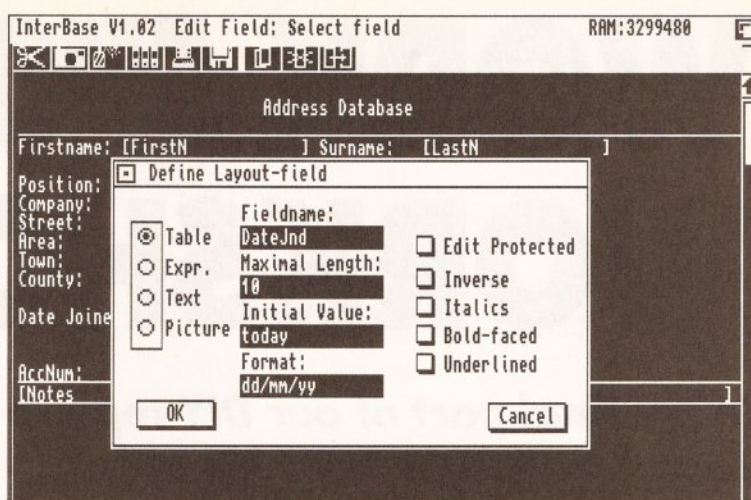 InterBase V1.02 Edit Field: Select field RAM:3299480
Address Database
Firstname: [FirstN ] Surname: [LastN ]
Define Layout-field
Position:
Company:
Street:
Area:
Town:
County:
Date Joine
AccNum:
[Notes ]
Table
Expr.
Text
Picture
Fieldname:
DateJnd
Maximal Length:
10
Initial Value:
today
Format:
dd/mm/yy
Edit Protected
Inverse
Italics
Bold-faced
Underlined
OK
Cancel